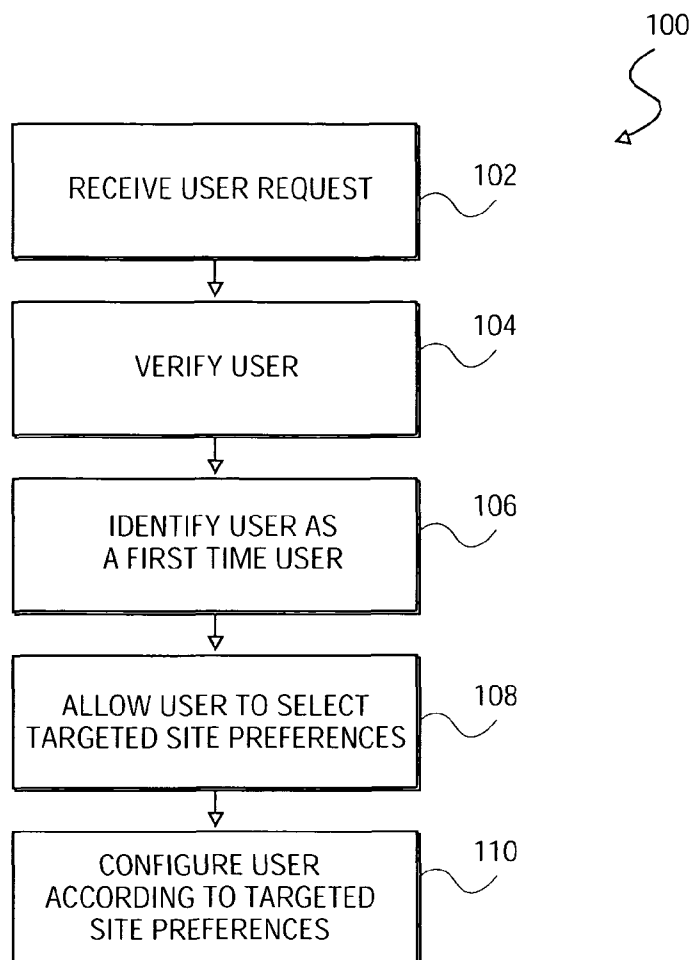 100
RECEIVE USER REQUEST
102
VERIFY USER
104
IDENTIFY USER AS
A FIRST TIME USER
106
ALLOW USER TO SELECT
TARGETED SITE PREFERENCES
108
CONFIGURE USER
ACCORDING TO TARGETED
SITE PREFERENCES
110